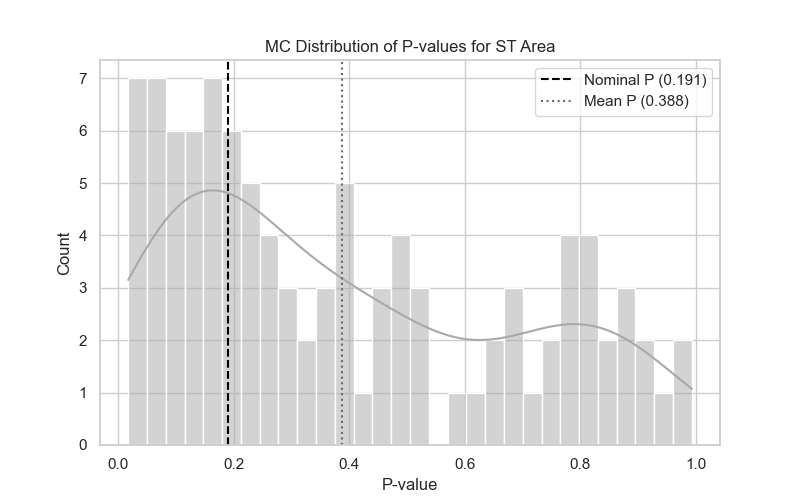 MC Distribution of P-values for ST Area
Nominal P (0.191)
Mean P (0.388)
Count
7
6
5
4
3
2
1
0
0.0 0.2 0.4 0.6 0.8 1.0
P-value